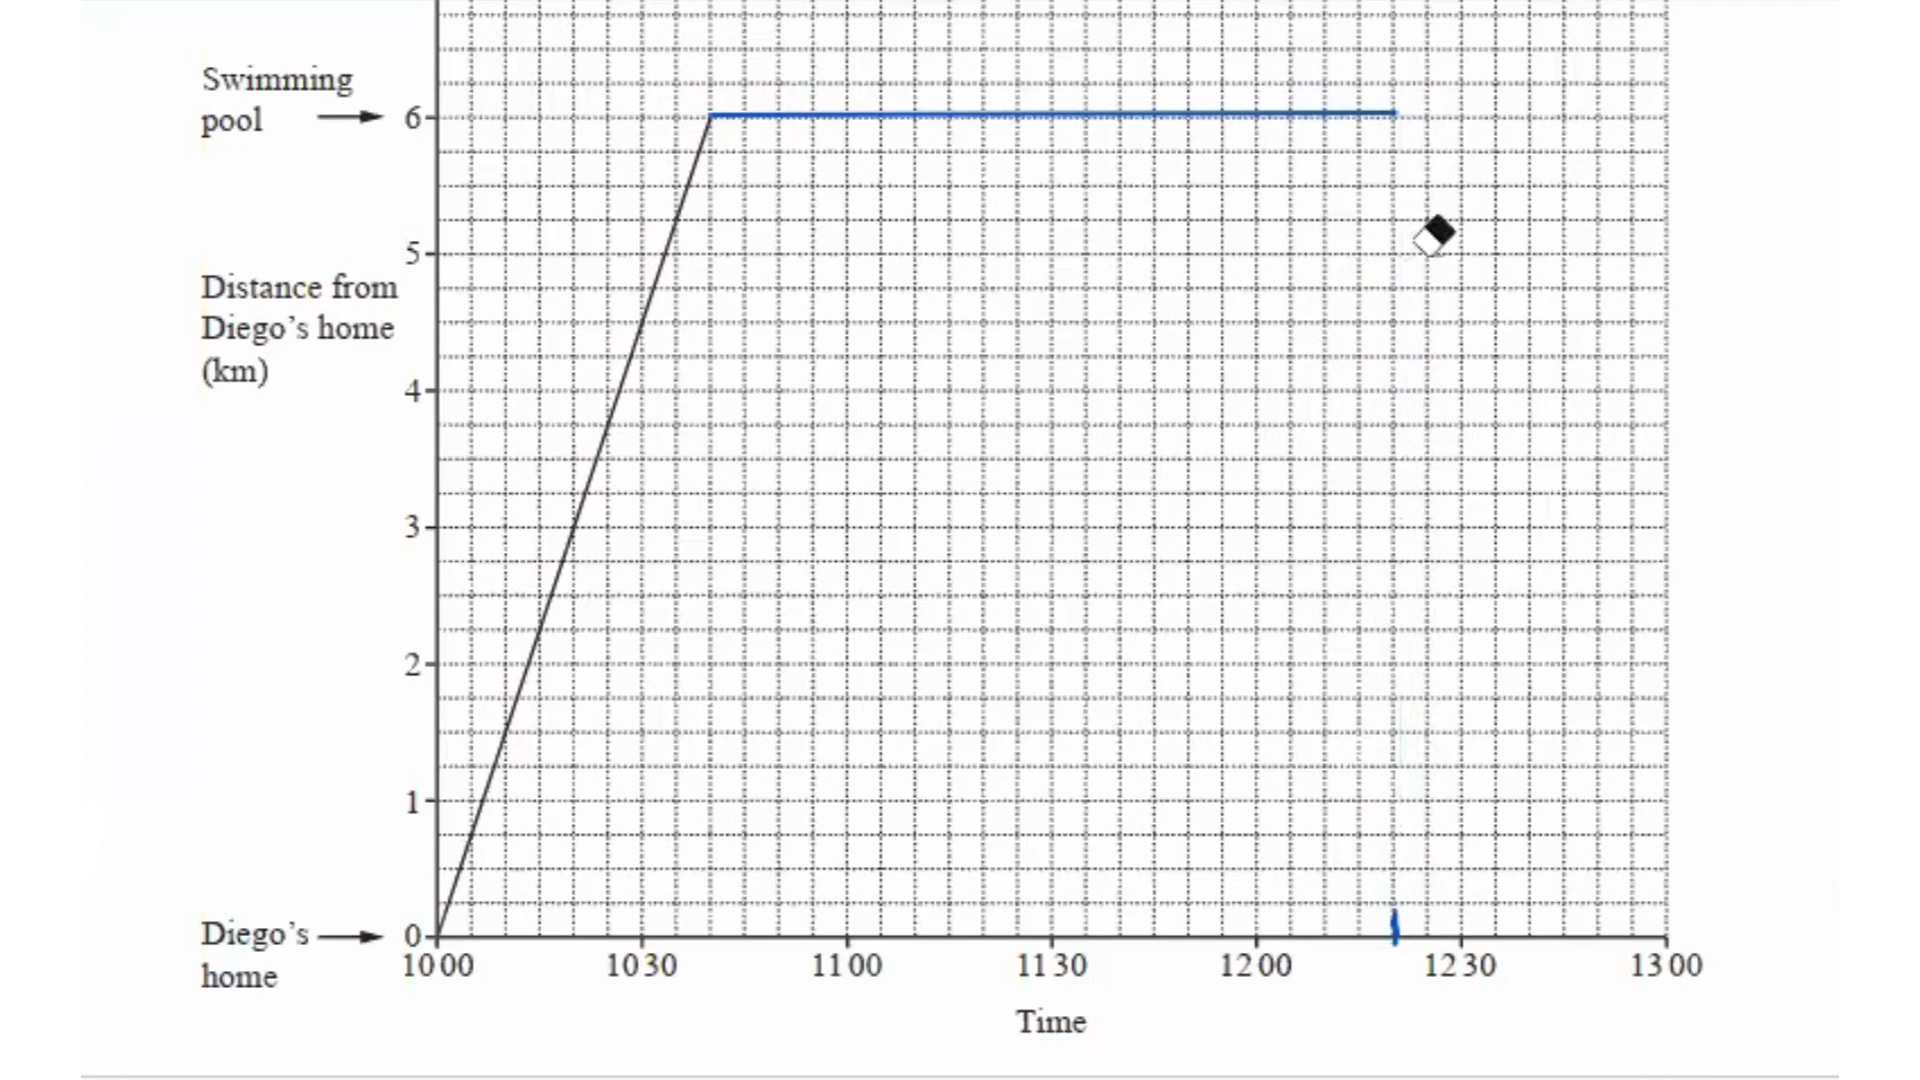 Swimming
pool
6
5
Distance from
Diego's home
(km)
4
3
2
1
Diego's
home
0
10 00
10 30
11 00
11 30
12 00
12 30
13 00
Time